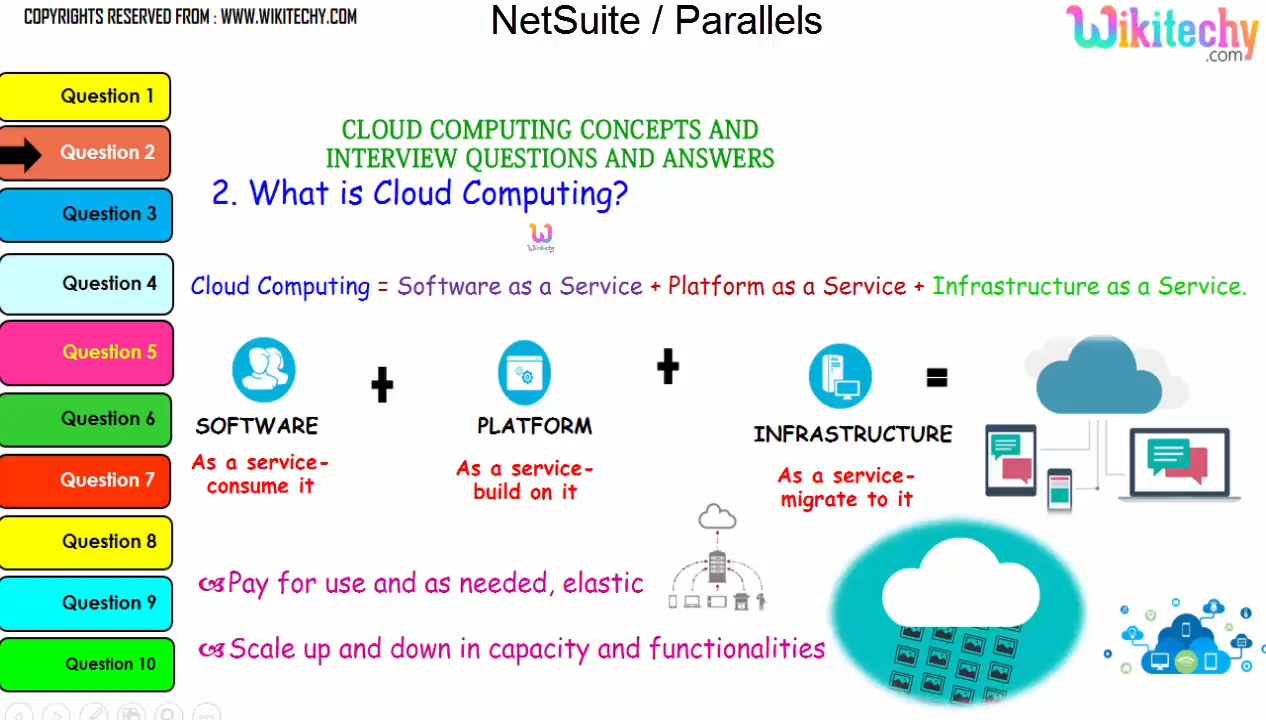 COPYRIGHTS RESERVED FROM : WWW.WIKITECHY.COM
NetSuite / Parallels
Wikitechy
.com
Question 1
Question 2
Question 3
Question 4
Question 5
Question 6
Question 7
Question 8
Question 9
Question 10
CLOUD COMPUTING CONCEPTS AND
INTERVIEW QUESTIONS AND ANSWERS
2. What is Cloud Computing?
Wikitechy
Cloud Computing = Software as a Service + Platform as a Service + Infrastructure as a Service.
SOFTWARE
As a service-
consume it
+
PLATFORM
As a service-
build on it
+
INFRASTRUCTURE
As a service-
migrate to it
=
Pay for use and as needed, elastic
Scale up and down in capacity and functionalities